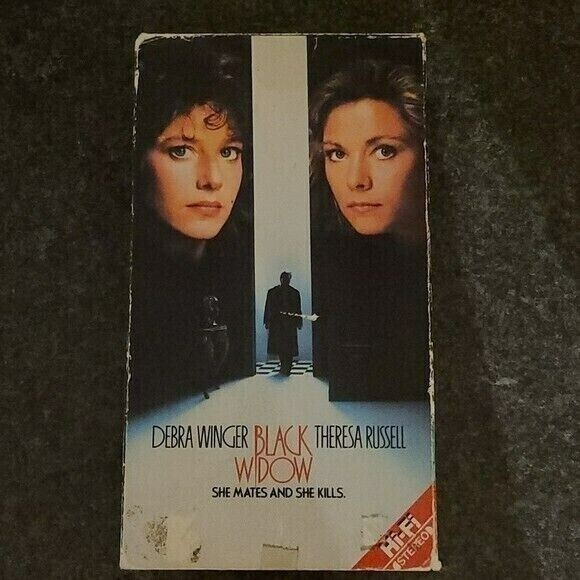 DEBRA WINGER BLACK THERESA RUSSELL
WIDOW
SHE MATES AND SHE KILLS.
Hi-Fi
STEREO